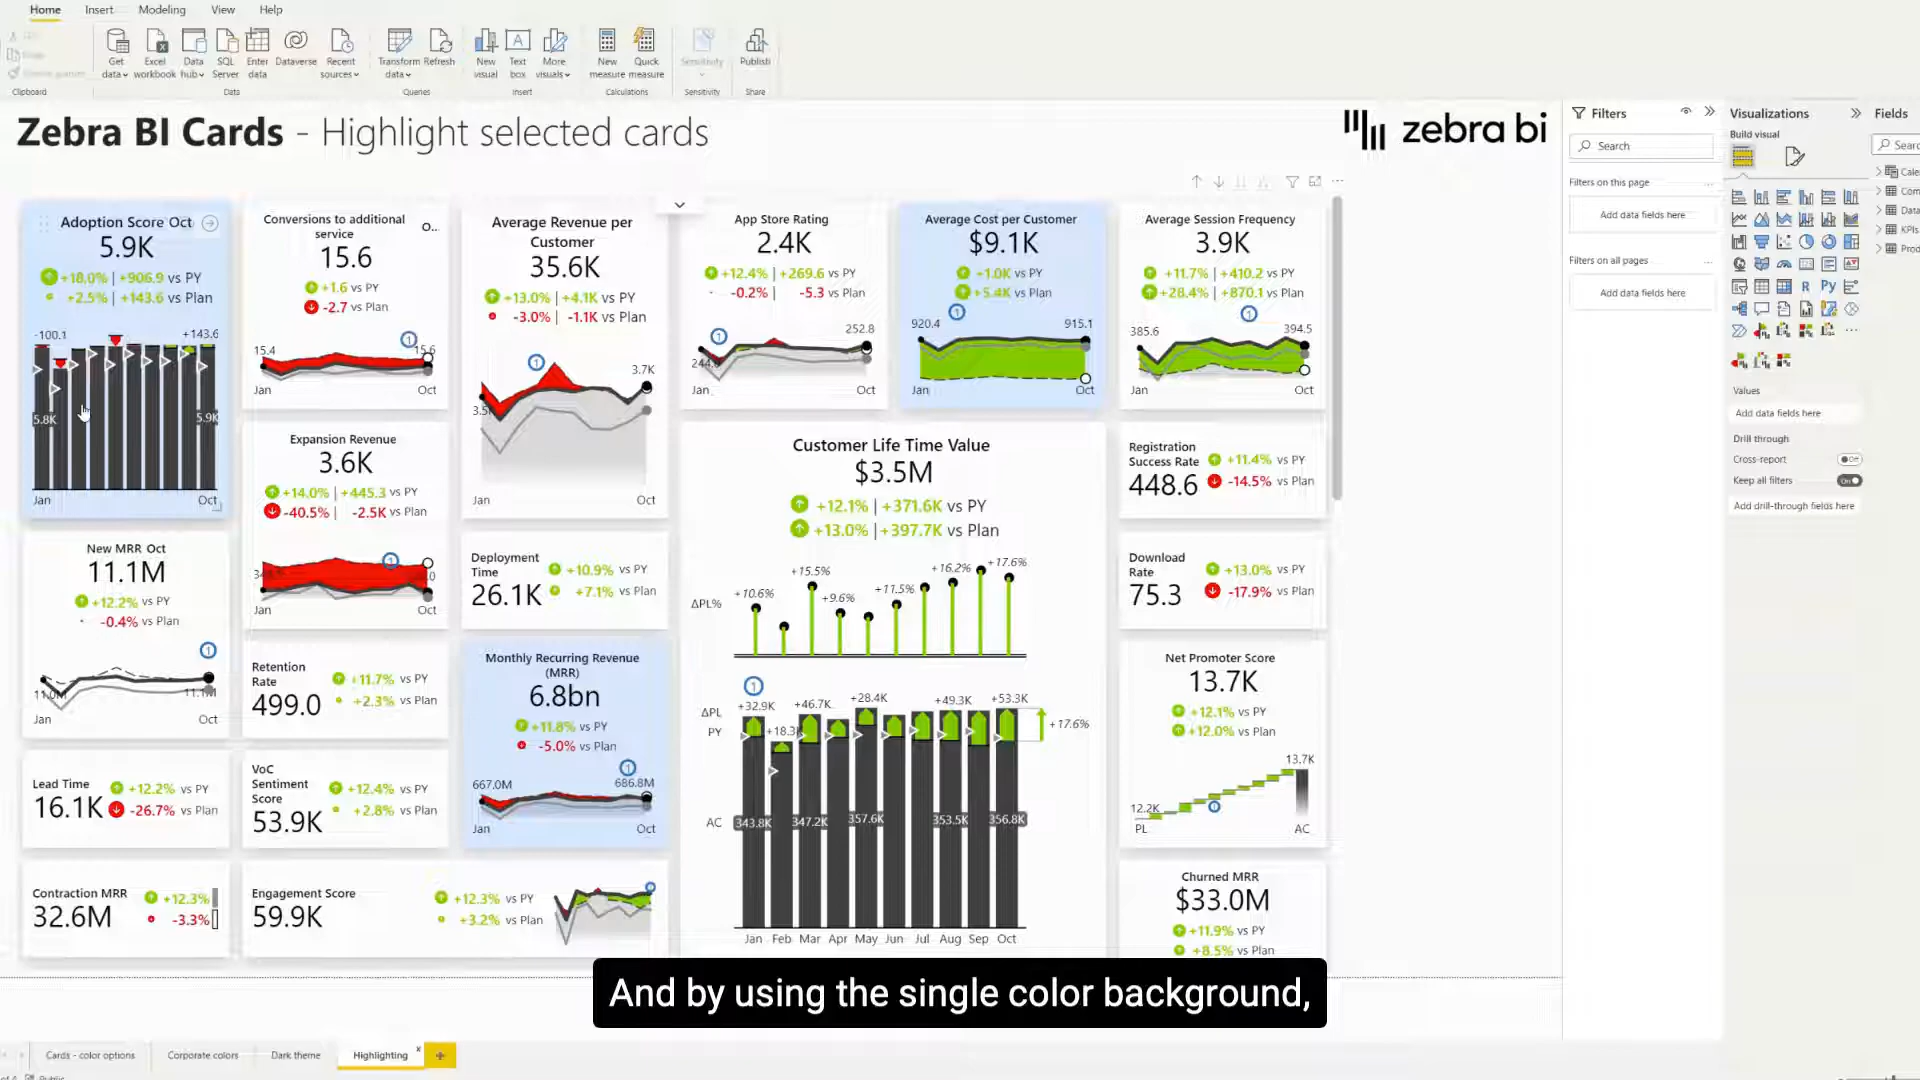 Home Insert Modeling View Help
Get data
Excel workbook
Data hub
SQL Server
Enter data
Dataverse
Recent sources
Transform data
Refresh
New visual
Text box
More visuals
New measure
Quick measure
Sensitivity
Publish
Clipboard Data Queries Insert Calculations Sensitivity Share
Zebra BI Cards - Highlight selected cards
zebra bi
Adoption Score Oct
5.9K
+18.0% | +906.9 vs PY
+2.5% | +143.6 vs Plan
-100.1 +143.6
5.8K 5.9K
Jan Oct
Conversions to additional service
O...
15.6
+1.6 vs PY
-2.7 vs Plan
1
15.4 15.6
Jan Oct
Average Revenue per Customer
35.6K
+13.0% | +4.1K vs PY
-3.0% | -1.1K vs Plan
1
3.7K
Jan Oct
App Store Rating
2.4K
+12.4% | +269.6 vs PY
-0.2% | -5.3 vs Plan
1
252.8
Jan Oct
Average Cost per Customer
$9.1K
+1.0K vs PY
+5.4K vs Plan
1
920.4 915.1
Jan Oct
Average Session Frequency
3.9K
+11.7% | +410.2 vs PY
+28.4% | +870.1 vs Plan
1
385.6 394.5
Jan Oct
Expansion Revenue
3.6K
+14.0% | +445.3 vs PY
-40.5% | -2.5K vs Plan
1
Jan Oct
Customer Life Time Value
$3.5M
+12.1% | +371.6K vs PY
+13.0% | +397.7K vs Plan
ΔPL%
+10.6% +15.5% +9.6% +11.5% +16.2% +17.6%
1
ΔPL
PY
+32.9K +18.3K +46.7K +28.4K +49.3K +53.3K
+17.6%
AC 343.8K 347.2K 357.6K 353.5K 356.8K
Jan Feb Mar Apr May Jun Jul Aug Sep Oct
Registration Success Rate
448.6
+11.4% vs PY
-14.5% vs Plan
New MRR Oct
11.1M
+12.2% vs PY
-0.4% vs Plan
1
11.0M 11.1M
Jan Oct
Deployment Time
26.1K
+10.9% vs PY
+7.1% vs Plan
Download Rate
75.3
+13.0% vs PY
-17.9% vs Plan
Retention Rate
499.0
+11.7% vs PY
+2.3% vs Plan
Monthly Recurring Revenue (MRR)
6.8bn
+11.8% vs PY
-5.0% vs Plan
1
667.0M 686.8M
Jan Oct
Net Promoter Score
13.7K
+12.1% vs PY
+12.0% vs Plan
13.7K
12.2K
1
PL AC
Lead Time
16.1K
+12.2% vs PY
-26.7% vs Plan
VoC Sentiment Score
53.9K
+12.4% vs PY
+2.8% vs Plan
Contraction MRR
32.6M
+12.3%
-3.3%
Engagement Score
59.9K
+12.3% vs PY
+3.2% vs Plan
Churned MRR
$33.0M
+11.9% vs PY
+8.5% vs Plan
Filters
Search
Filters on this page
Add data fields here
Filters on all pages
Add data fields here
Visualizations
Build visual
R Py
Values
Add data fields here
Drill through
Cross-report
Off
Keep all filters
On
Add drill-through fields here
Fields
And by using the single color background,
Cards - color options Corporate colors Dark theme Highlighting